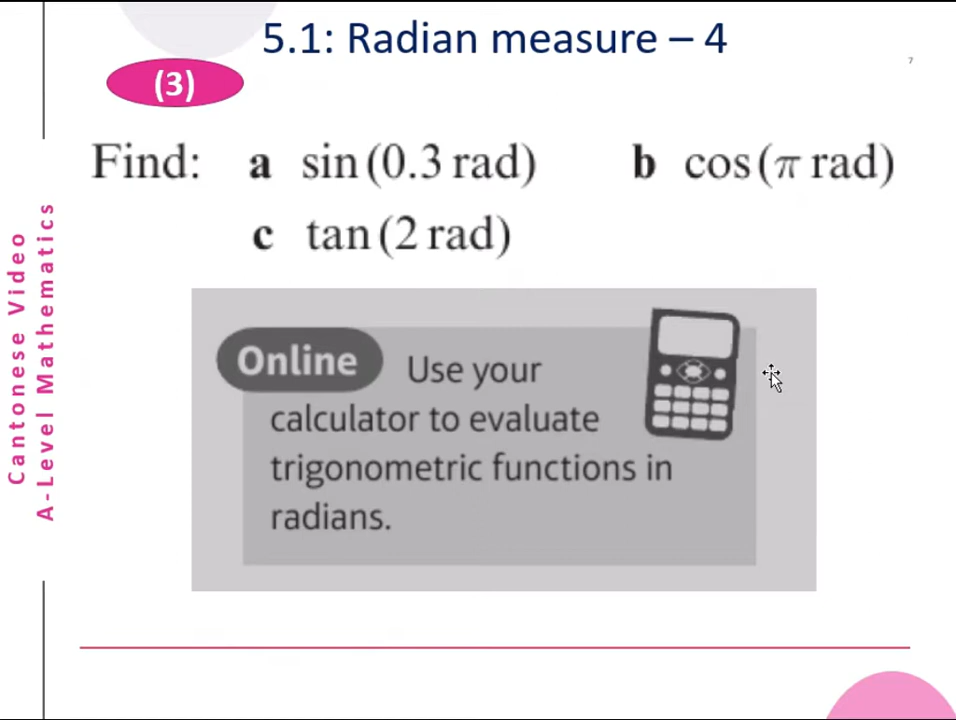 5.1: Radian measure – 4
7
(3)
Find: a sin (0.3 rad) b cos (π rad)
c tan (2 rad)
Cantonese Video
A-Level Mathematics
Online Use your
calculator to evaluate
trigonometric functions in
radians.